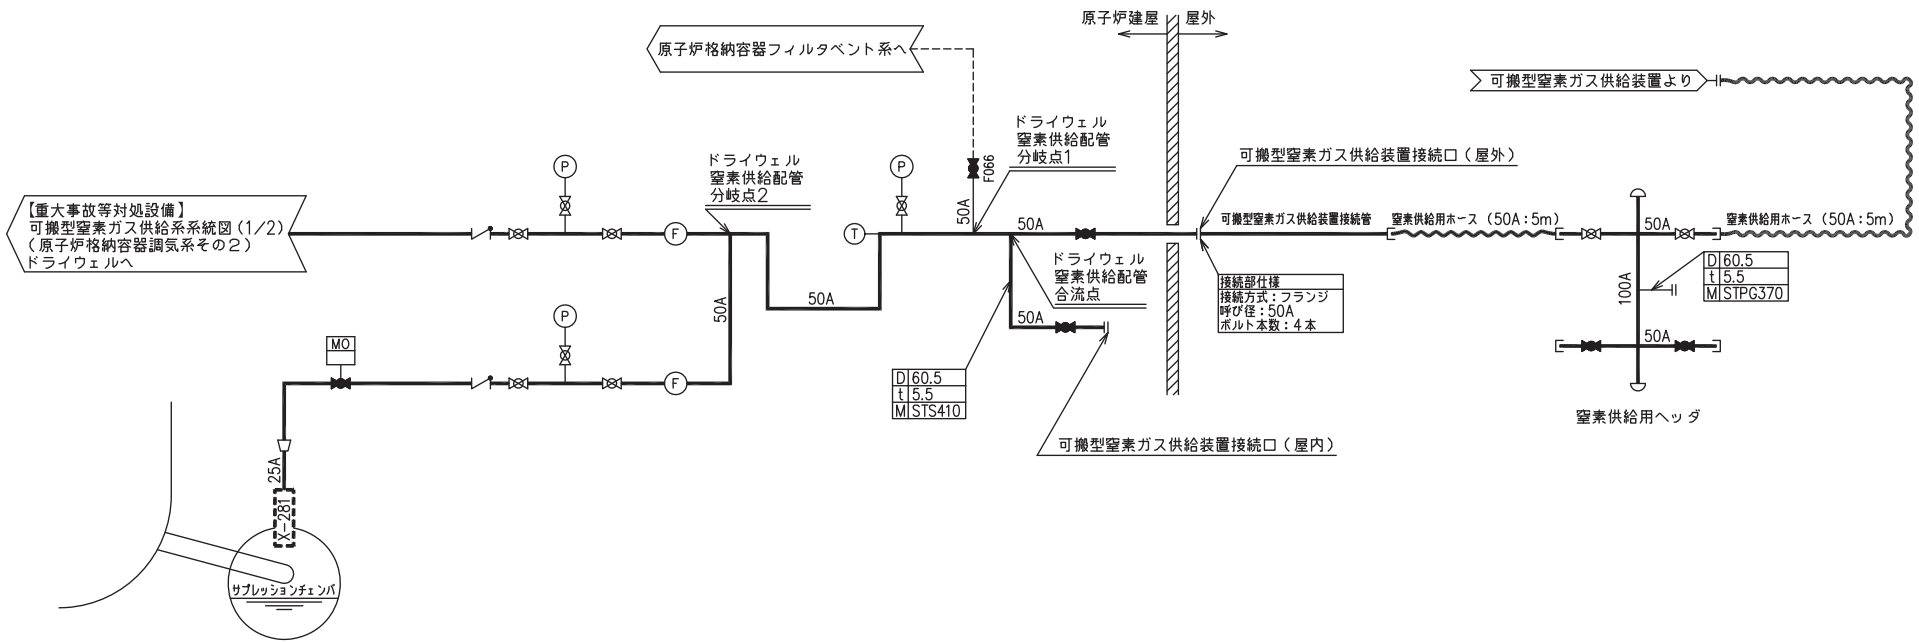 原子炉建屋
屋外
原子炉格納容器フィルタベント系へ
可搬型窒素ガス供給装置より
ドライウェル
窒素供給配管
分岐点1
F066
50A
P
P
ドライウェル
窒素供給配管
分岐点2
可搬型窒素ガス供給装置接続口（屋外）
【重大事故等対処設備】
可搬型窒素ガス供給系系統図（1/2）
（原子炉格納容器調気系その２）
ドライウェルへ
F
T
50A
可搬型窒素ガス供給装置接続管
窒素供給用ホース（50A：5m）
50A
窒素供給用ホース（50A：5m）
ドライウェル
窒素供給配管
合流点
D 60.5
t 5.5
M STPG370
100A
接続部仕様
接続方式：フランジ
呼び径：50A
ボルト本数：４本
50A
50A
P
50A
50A
MO
F
D 60.5
t 5.5
M STS410
窒素供給用ヘッダ
可搬型窒素ガス供給装置接続口（屋内）
25A
X-281
サプレッションチェンバ